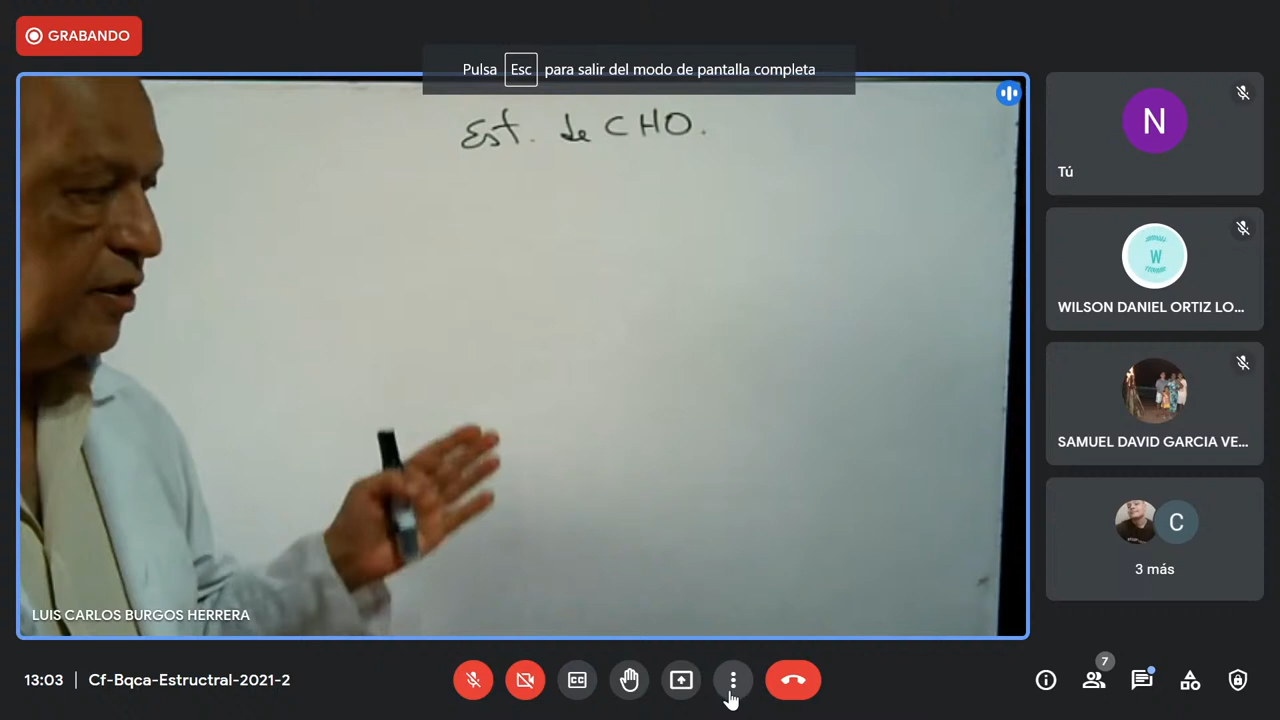 GRABANDO
Pulsa Esc para salir del modo de pantalla completa
Est. de CHO.
N
Tú
W
WILSON DANIEL ORTIZ LO...
SAMUEL DAVID GARCIA VE...
C
3 más
LUIS CARLOS BURGOS HERRERA
13:03 | Cf-Bqca-Estructral-2021-2
CC
7